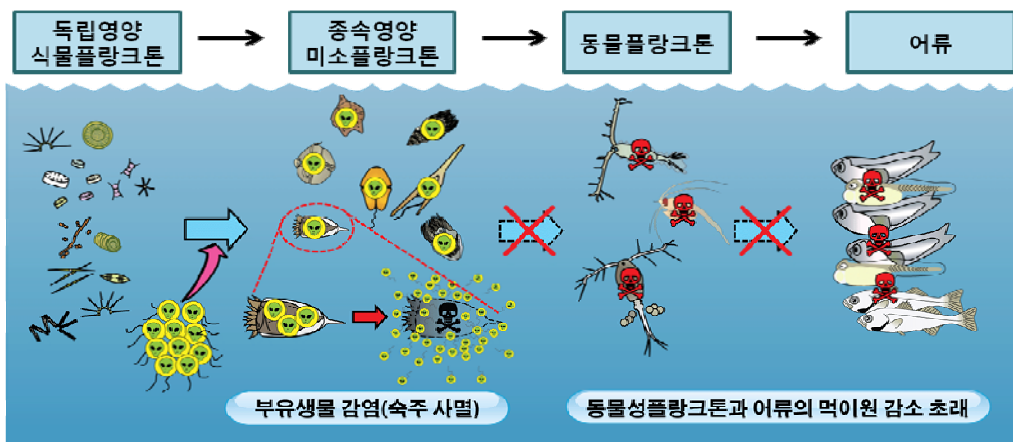 독립영양
식물플랑크톤
종속영양
미소플랑크톤
동물플랑크톤
어류
부유생물 감염(숙주 사멸)
동물성플랑크톤과 어류의 먹이원 감소 초래